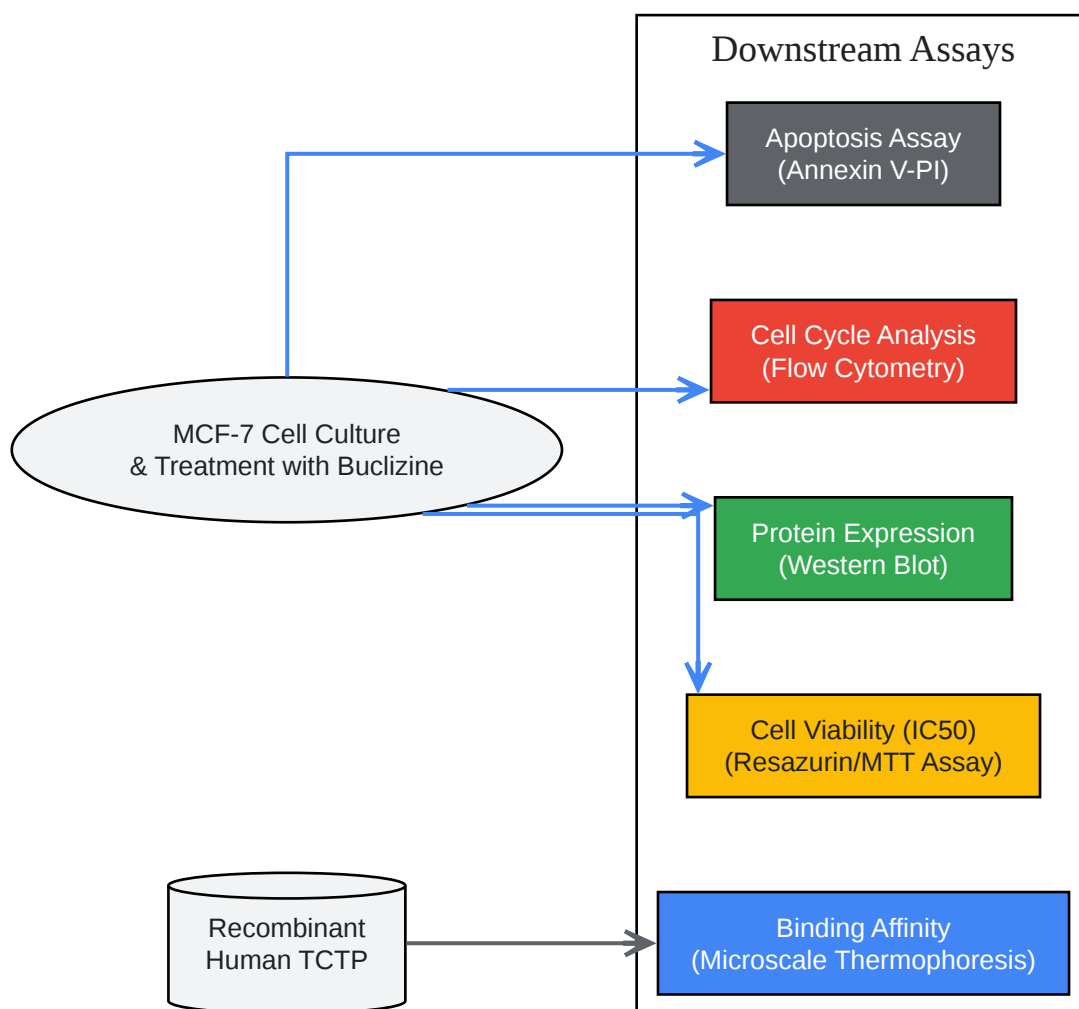 Downstream Assays
Apoptosis Assay
(Annexin V-PI)
Cell Cycle Analysis
(Flow Cytometry)
MCF-7 Cell Culture
& Treatment with Buclizine
Protein Expression
(Western Blot)
Cell Viability (IC50)
(Resazurin/MTT Assay)
Recombinant
Human TCTP
Binding Affinity
(Microscale Thermophoresis)